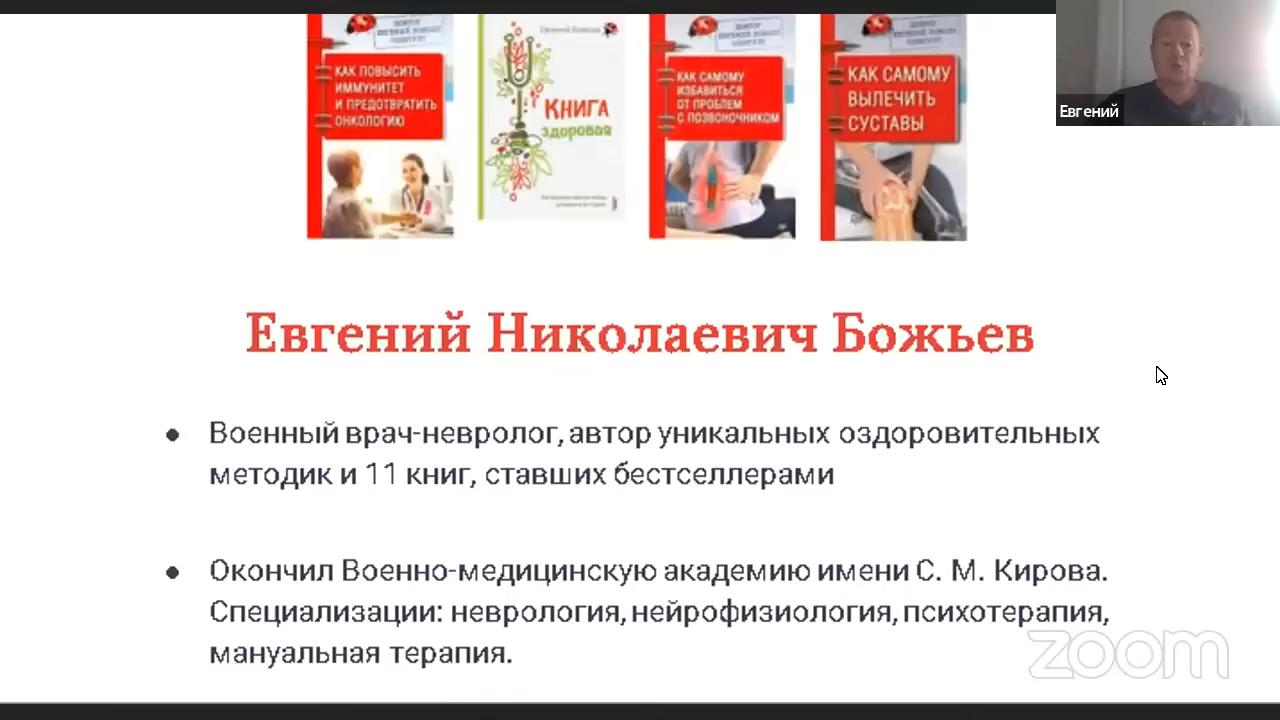 КАК ПОВЫСИТЬ
ИММУНИТЕТ
И ПРЕДОТВРАТИТЬ
ОНКОЛОГИЮ
КНИГА
здоровья
КАК САМОМУ
ИЗБАВИТЬСЯ
ОТ ПРОБЛЕМ
С ПОЗВОНОЧНИКОМ
КАК САМОМУ
ВЫЛЕЧИТЬ
СУСТАВЫ
Евгений
Евгений Николаевич Божьев
● Военный врач-невролог, автор уникальных оздоровительных
методик и 11 книг, ставших бестселлерами
● Окончил Военно-медицинскую академию имени С. М. Кирова.
Специализации: неврология, нейрофизиология, психотерапия,
мануальная терапия.
zoom